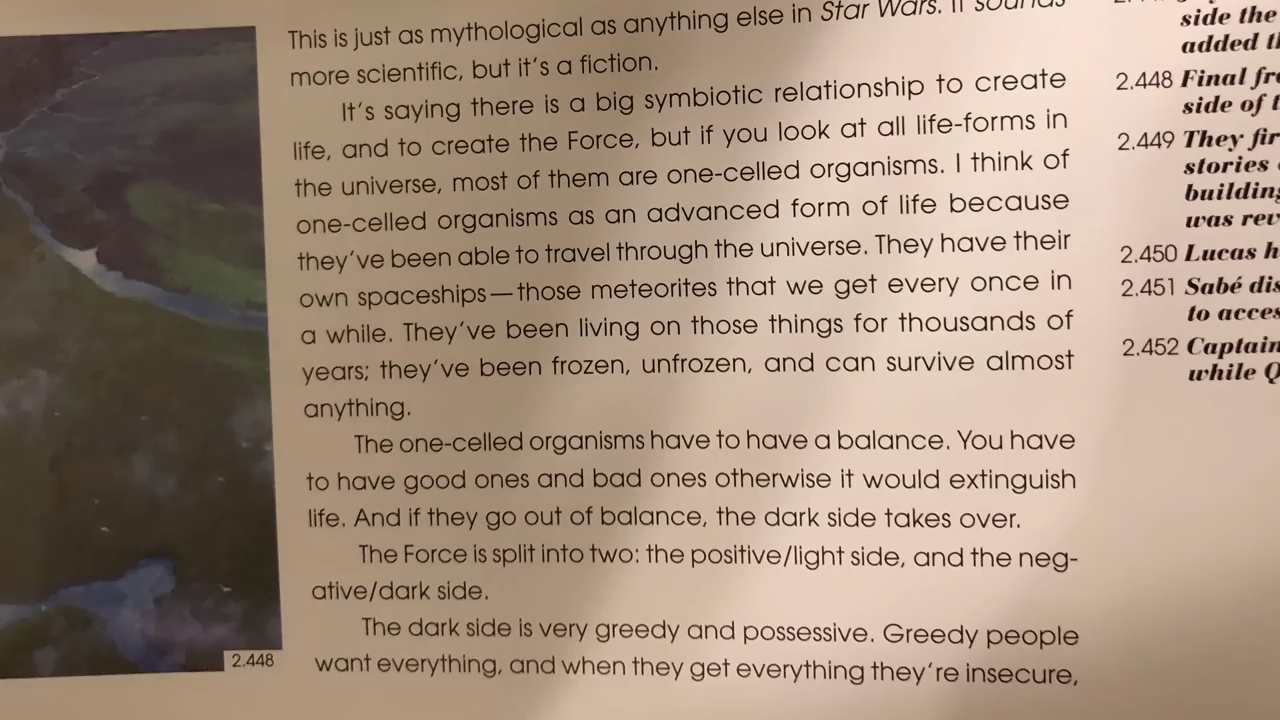 This is just as mythological as anything else in Star Wars. It sounds
more scientific, but it's a fiction.
It's saying there is a big symbiotic relationship to create
life, and to create the Force, but if you look at all life-forms in
the universe, most of them are one-celled organisms. I think of
one-celled organisms as an advanced form of life because
they've been able to travel through the universe. They have their
own spaceships—those meteorites that we get every once in
a while. They've been living on those things for thousands of
years; they've been frozen, unfrozen, and can survive almost
anything.
The one-celled organisms have to have a balance. You have
to have good ones and bad ones otherwise it would extinguish
life. And if they go out of balance, the dark side takes over.
The Force is split into two: the positive/light side, and the neg-
ative/dark side.
The dark side is very greedy and possessive. Greedy people
want everything, and when they get everything they're insecure,
2.448
side the
added
2.448 Final
side of
2.449 They
stories
building
was
2.450 Lucas
2.451 Sabé
to
2.452 Captain
while